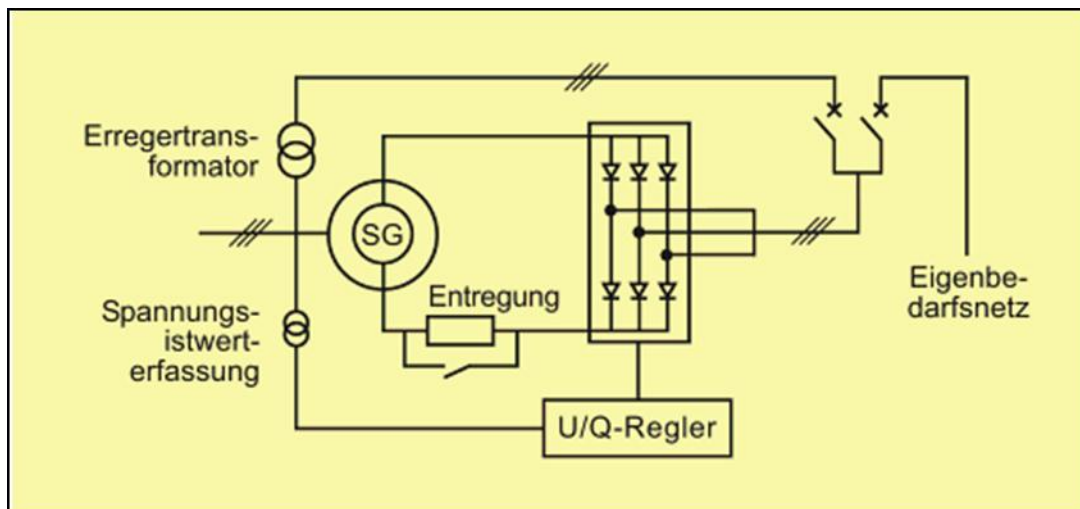 Erregertrans-
formator
SG
Entregung
Spannungs-
istwert-
erfassung
Eigenbe-
darfsnetz
U/Q-Regler